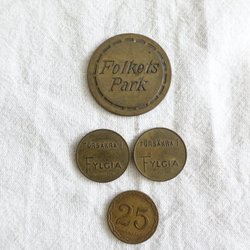 Folkets
Park
FÖRSÄKRA I
FYLGIA
FÖRSÄKRA I
FYLGIA
25